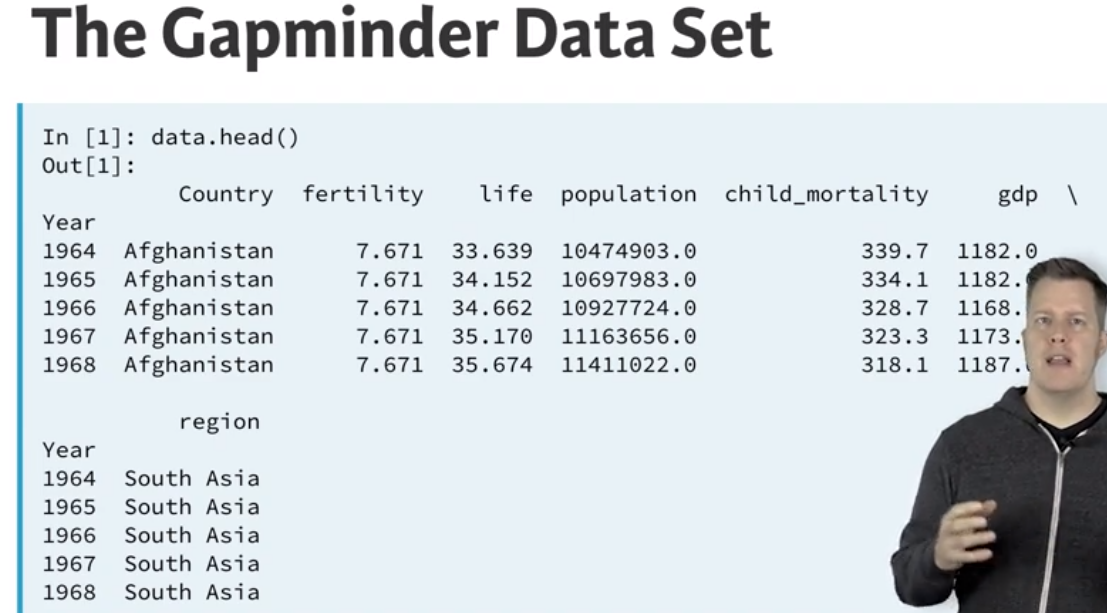 The Gapminder Data Set
In [1]: data.head()
Out[1]:
Country fertility life population child_mortality gdp \
Year
1964 Afghanistan 7.671 33.639 10474903.0 339.7 1182.0
1965 Afghanistan 7.671 34.152 10697983.0 334.1 1182.
1966 Afghanistan 7.671 34.662 10927724.0 328.7 1168.
1967 Afghanistan 7.671 35.170 11163656.0 323.3 1173.
1968 Afghanistan 7.671 35.674 11411022.0 318.1 1187.
region
Year
1964 South Asia
1965 South Asia
1966 South Asia
1967 South Asia
1968 South Asia